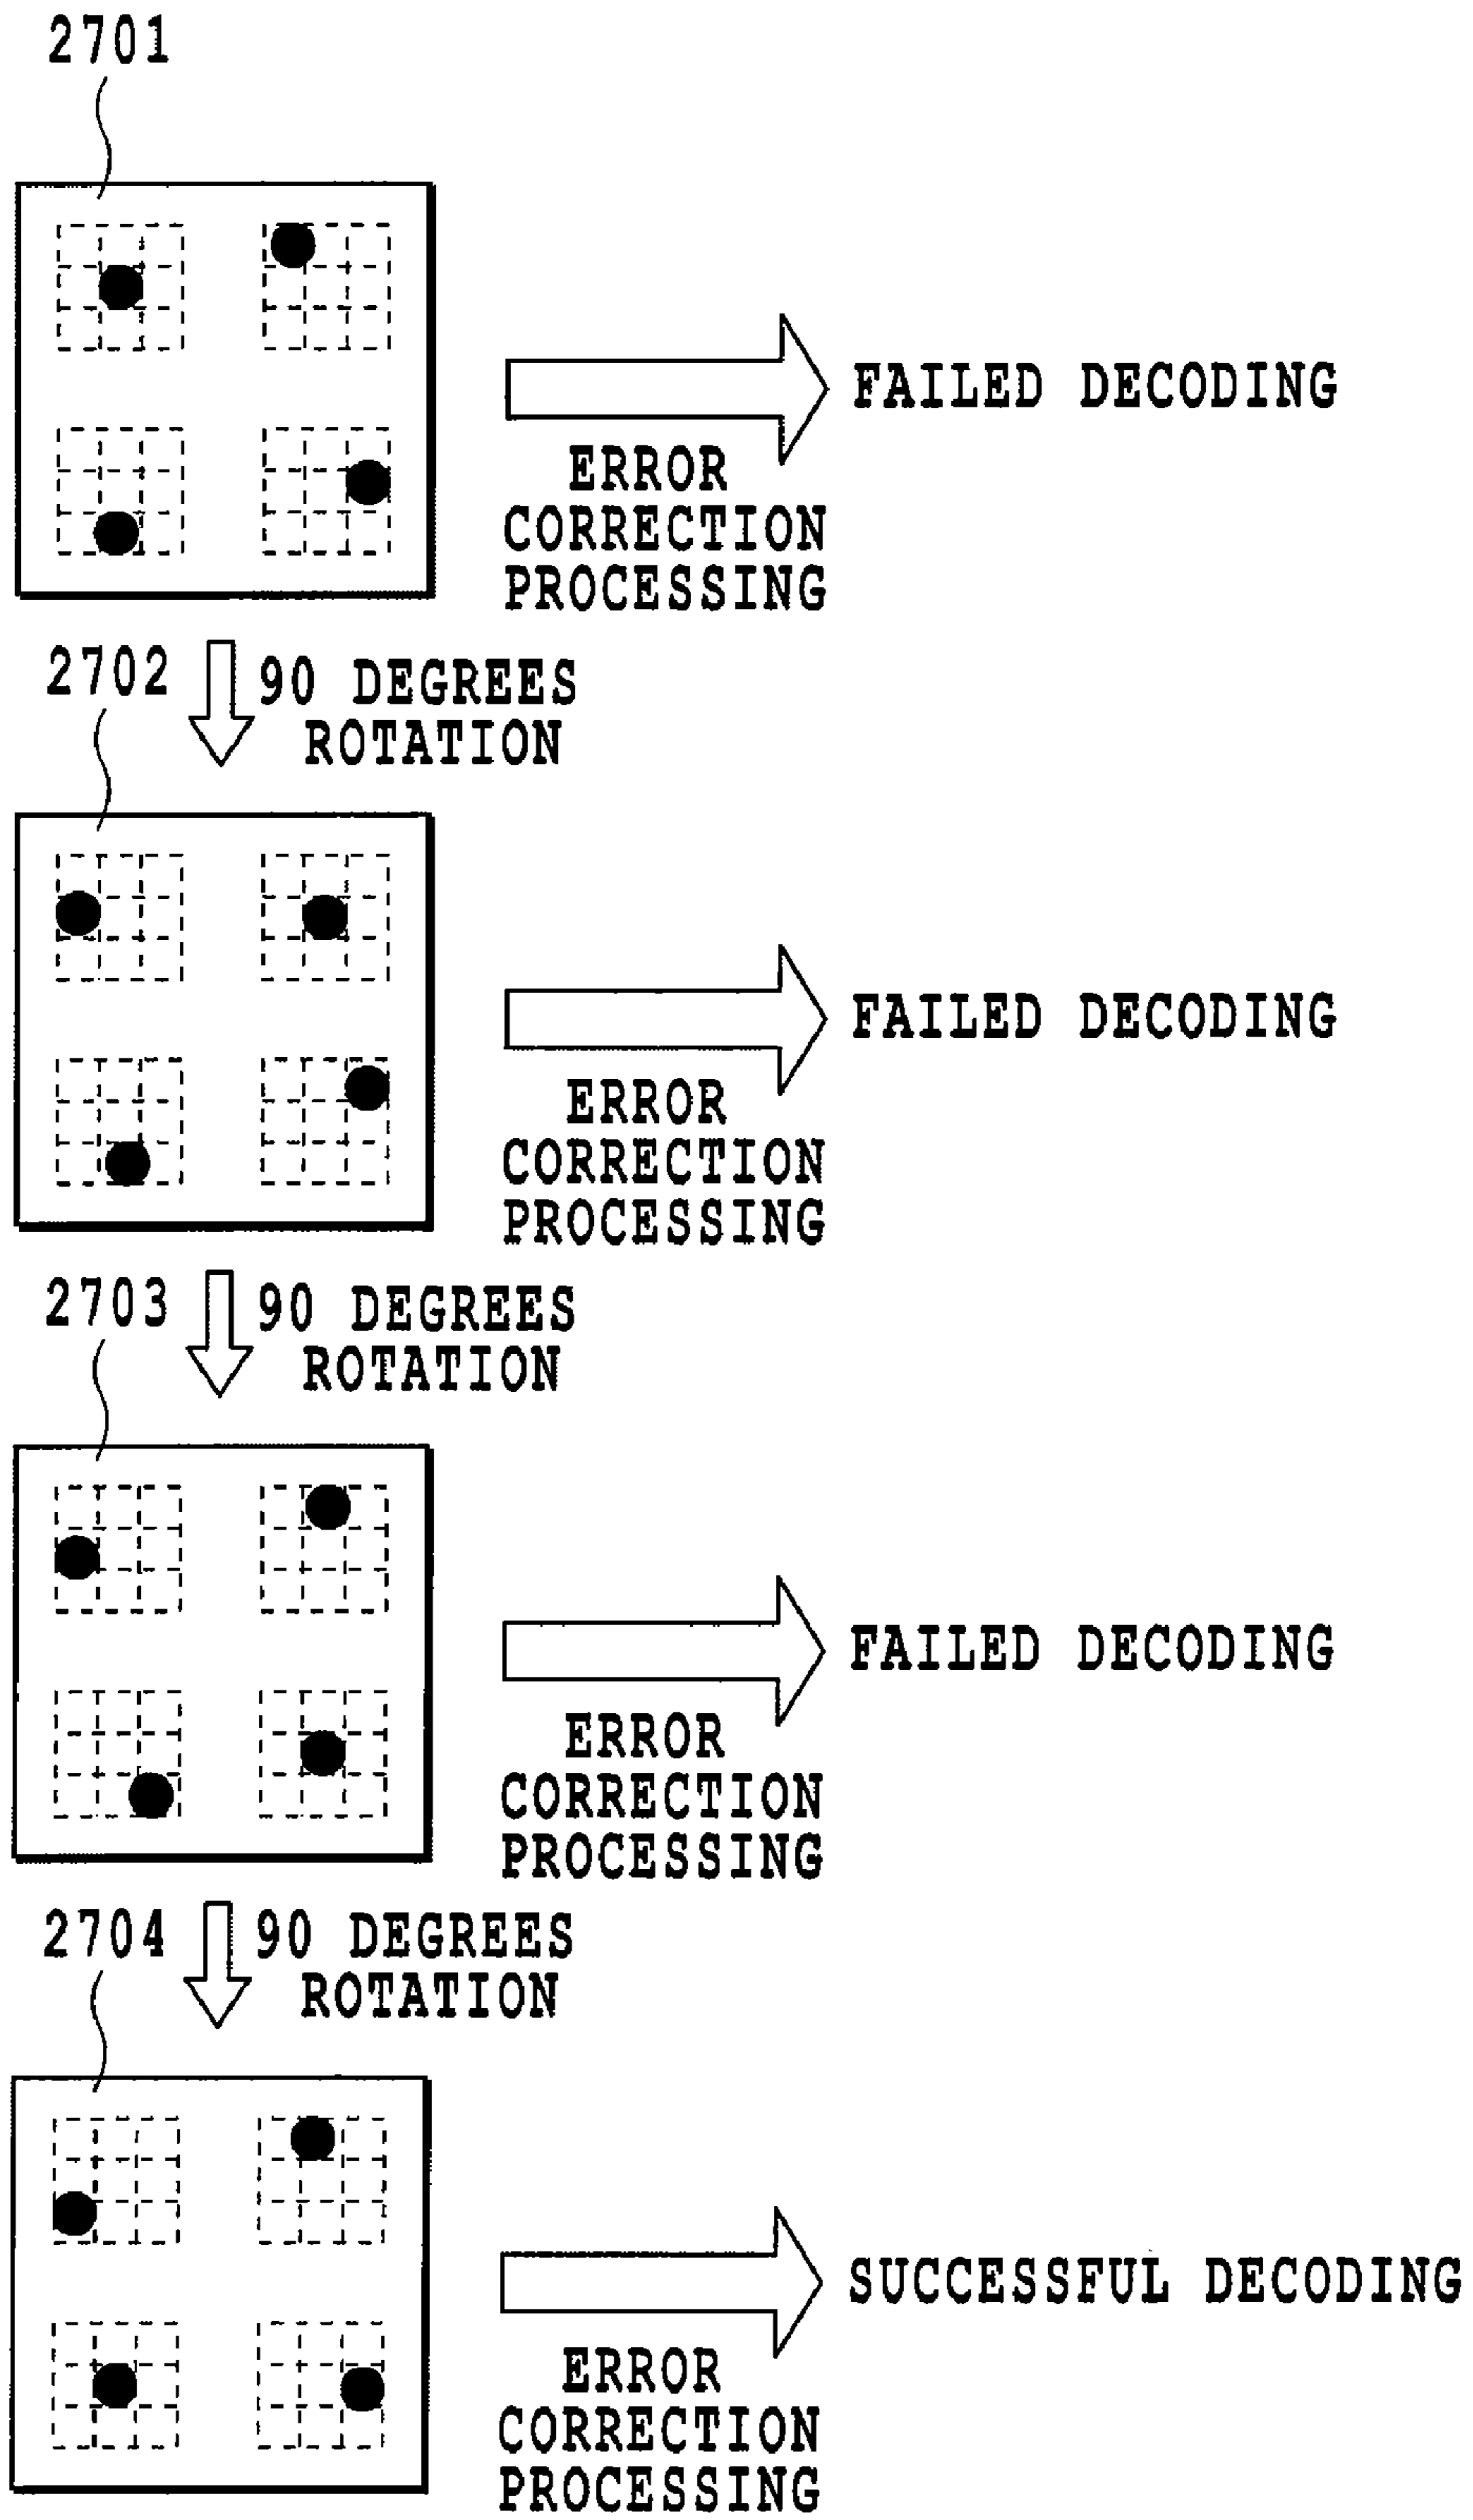 2701
FAILED DECODING
ERROR
CORRECTION
PROCESSING
2702
90 DEGREES
ROTATION
FAILED DECODING
ERROR
CORRECTION
PROCESSING
2703
90 DEGREES
ROTATION
FAILED DECODING
ERROR
CORRECTION
PROCESSING
2704
90 DEGREES
ROTATION
SUCCESSFUL DECODING
ERROR
CORRECTION
PROCESSING